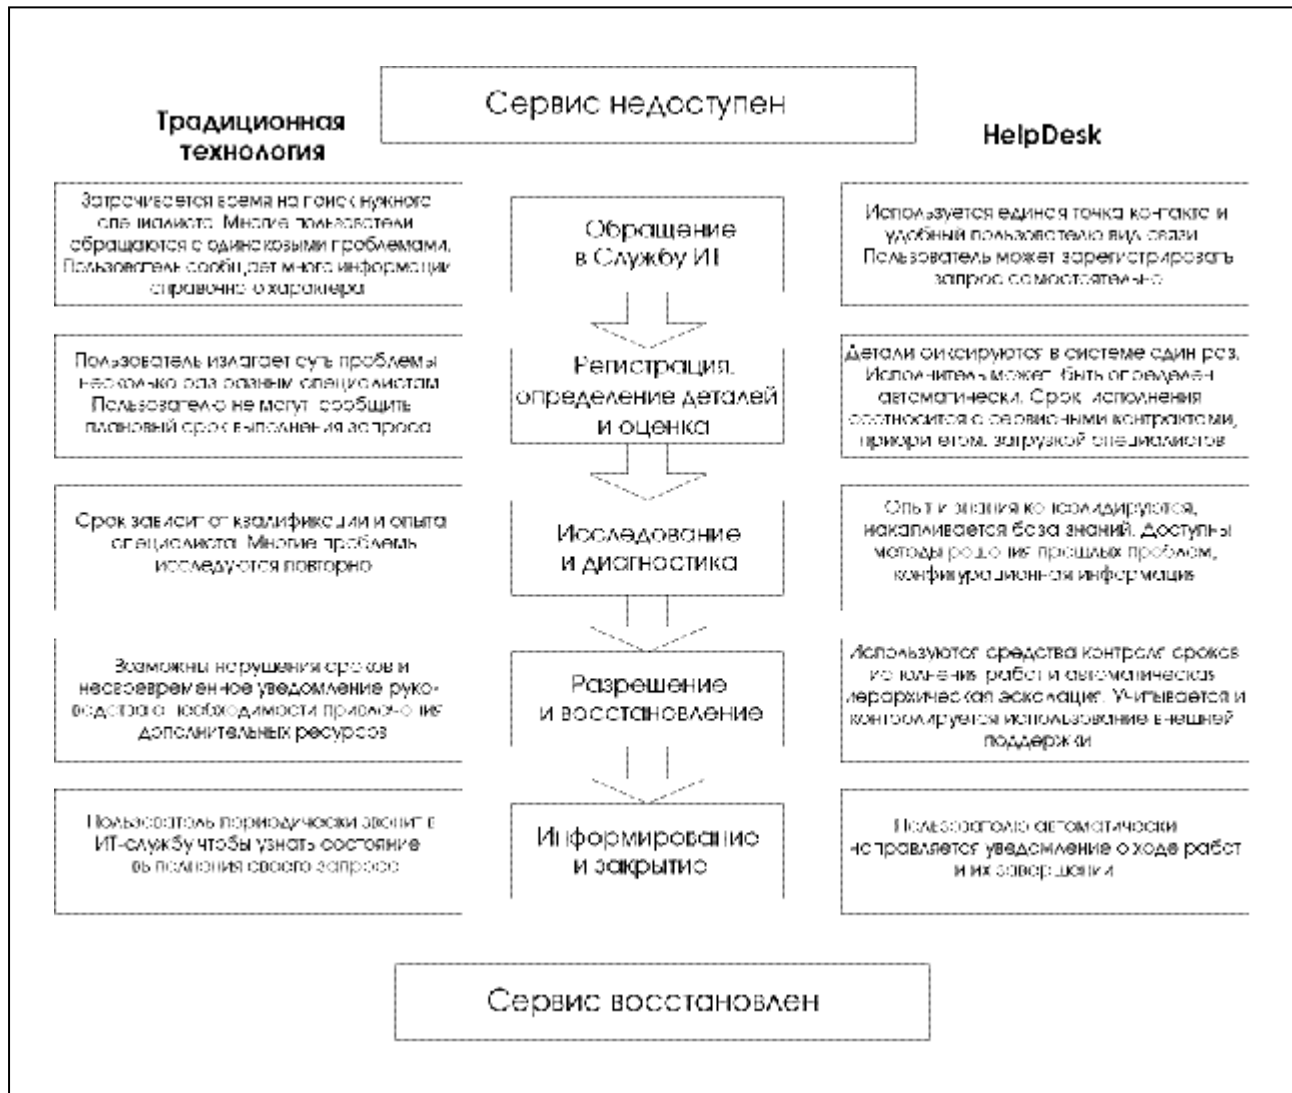 Сервис недоступен
Традиционная
технология
HelpDesk
Затрачивается время на поиск нужного
специалиста. Многие пользователи
обращаются с одинаковыми проблемами.
Пользователь сообщает много информации
справочного характера
Обращение
в Службу ИТ
Используется единая точка контакта и
удобный пользователю вид связи.
Пользователь может зарегистрировать
запрос самостоятельно
Пользователь излагает суть проблемы
несколько раз разным специалистам
Пользователю не могут сообщить
плановый срок выполнения запроса
Регистрация,
определение деталей
и оценка
Детали фиксируются в системе один раз.
Исполнитель может быть определен
автоматически. Срок исполнения
соотносится с сервисными контрактами,
приоритетом, загрузкой специалистов
Срок зависит от квалификации и опыта
специалиста. Многие проблемы
исследуются повторно
Исследование
и диагностика
Опыт и знания консолидируются,
накапливается база знаний. Доступны
методы решения прошлых проблем,
конфигурационная информация
Возможны нарушения сроков и
несвоевременное уведомление руко-
водства о необходимости привлечения
дополнительных ресурсов
Разрешение
и восстановление
Используются средства контроля сроков
исполнения работ и автоматическая
иерархическая эскалация. Учитывается и
контролируется использование внешней
поддержки
Пользователь периодически звонит в
ИТ-службу чтобы узнать состояние
выполнения своего запроса
Информирование
и закрытие
Пользователю автоматически
направляется уведомление о ходе работ
и их завершении
Сервис восстановлен